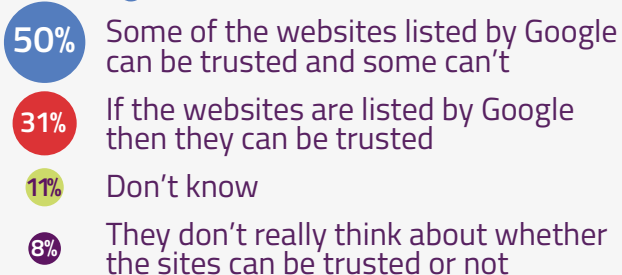 50%
Some of the websites listed by Google
can be trusted and some can’t
31%
If the websites are listed by Google
then they can be trusted
11%
Don’t know
8%
They don’t really think about whether
the sites can be trusted or not